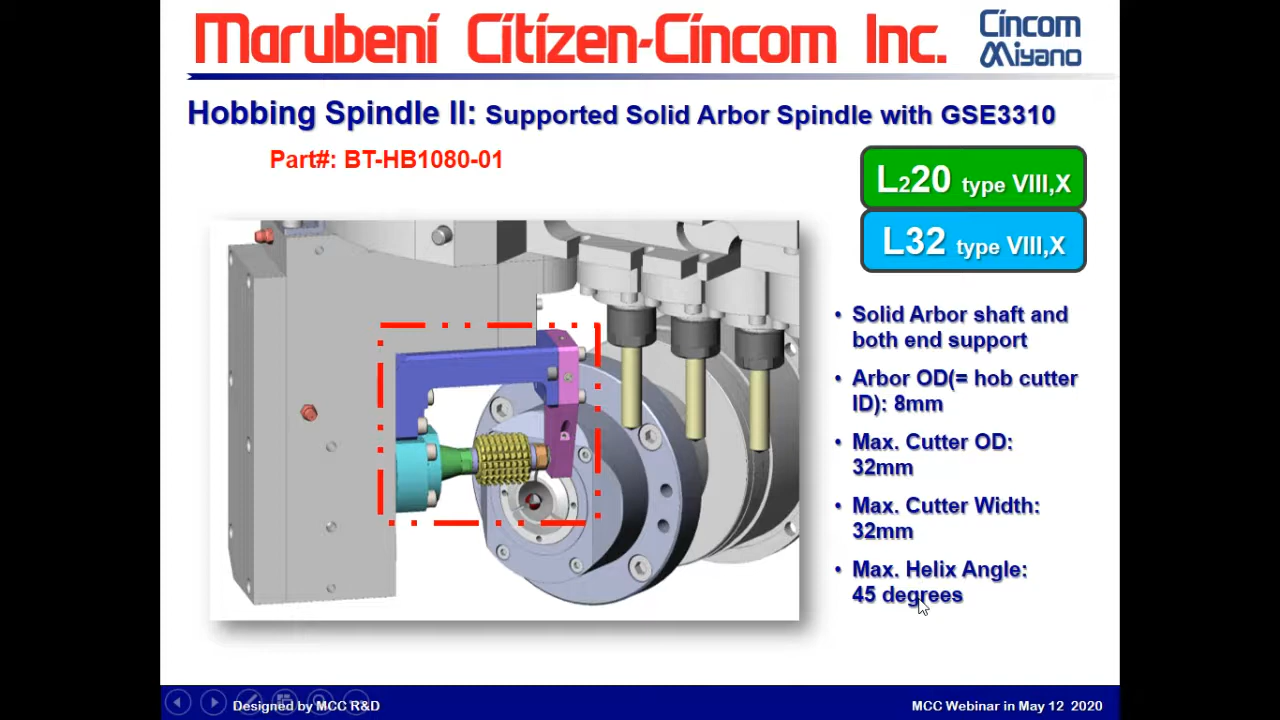 Marubeni Citizen-Cincom Inc.
Cincom
Miyano
Hobbing Spindle II: Supported Solid Arbor Spindle with GSE3310
Part#: BT-HB1080-01
L220 type VIII,X
L32 type VIII,X
• Solid Arbor shaft and
both end support
• Arbor OD(= hob cutter
ID): 8mm
• Max. Cutter OD:
32mm
• Max. Cutter Width:
32mm
• Max. Helix Angle:
45 degrees
Designed by MCC R&D
MCC Webinar in May 12 2020